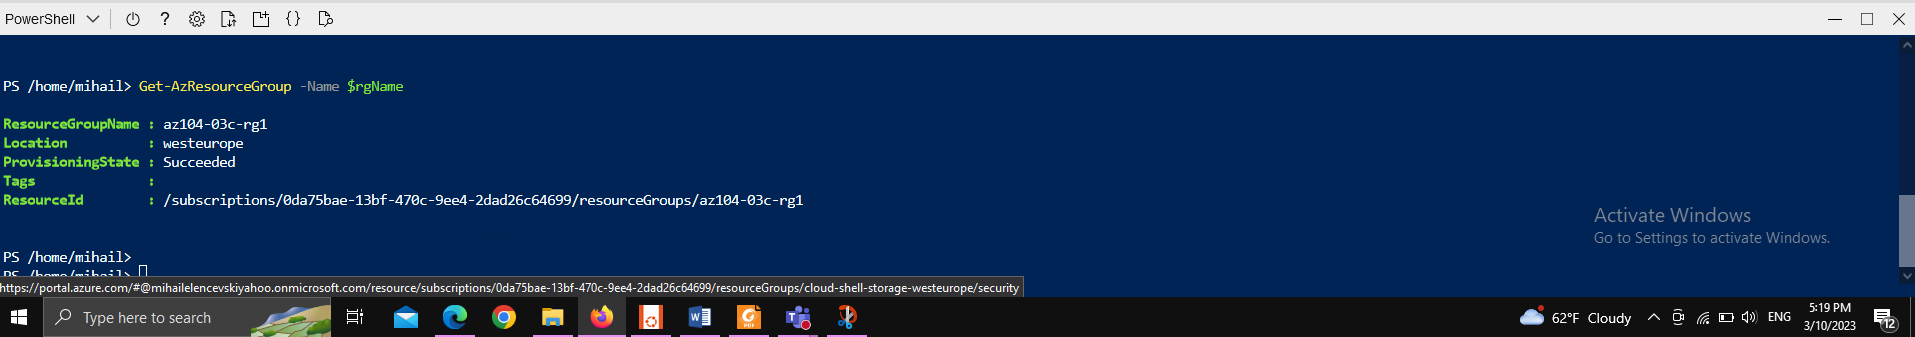 PowerShell
PS /home/mihail> Get-AzResourceGroup -Name $rgName
ResourceGroupName : az104-03c-rg1
Location          : westeurope
ProvisioningState : Succeeded
Tags              :
ResourceId        : /subscriptions/0da75bae-13bf-470c-9ee4-2dad26c64699/resourceGroups/az104-03c-rg1
Activate Windows
Go to Settings to activate Windows.
PS /home/mihail>
PS /home/mihail>
https://portal.azure.com/#@mihailelencevskiyahoo.onmicrosoft.com/resource/subscriptions/0da75bae-13bf-470c-9ee4-2dad26c64699/resourceGroups/cloud-shell-storage-westeurope/security
Type here to search
62°F Cloudy
ENG
5:19 PM
3/10/2023
12